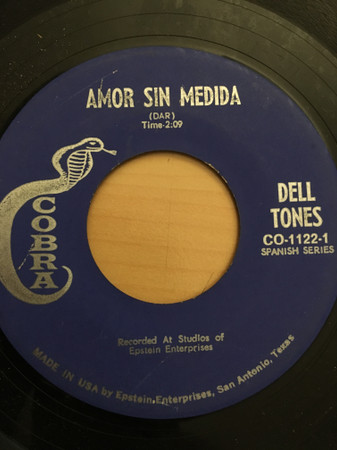 AMOR SIN MEDIDA
(DAR)
Time-2:09
COBRA
DELL
TONES
CO-1122-1
SPANISH SERIES
Recorded At Studios of
Epstein Enterprises
MADE IN USA by Epstein Enterprises, San Antonio, Texas